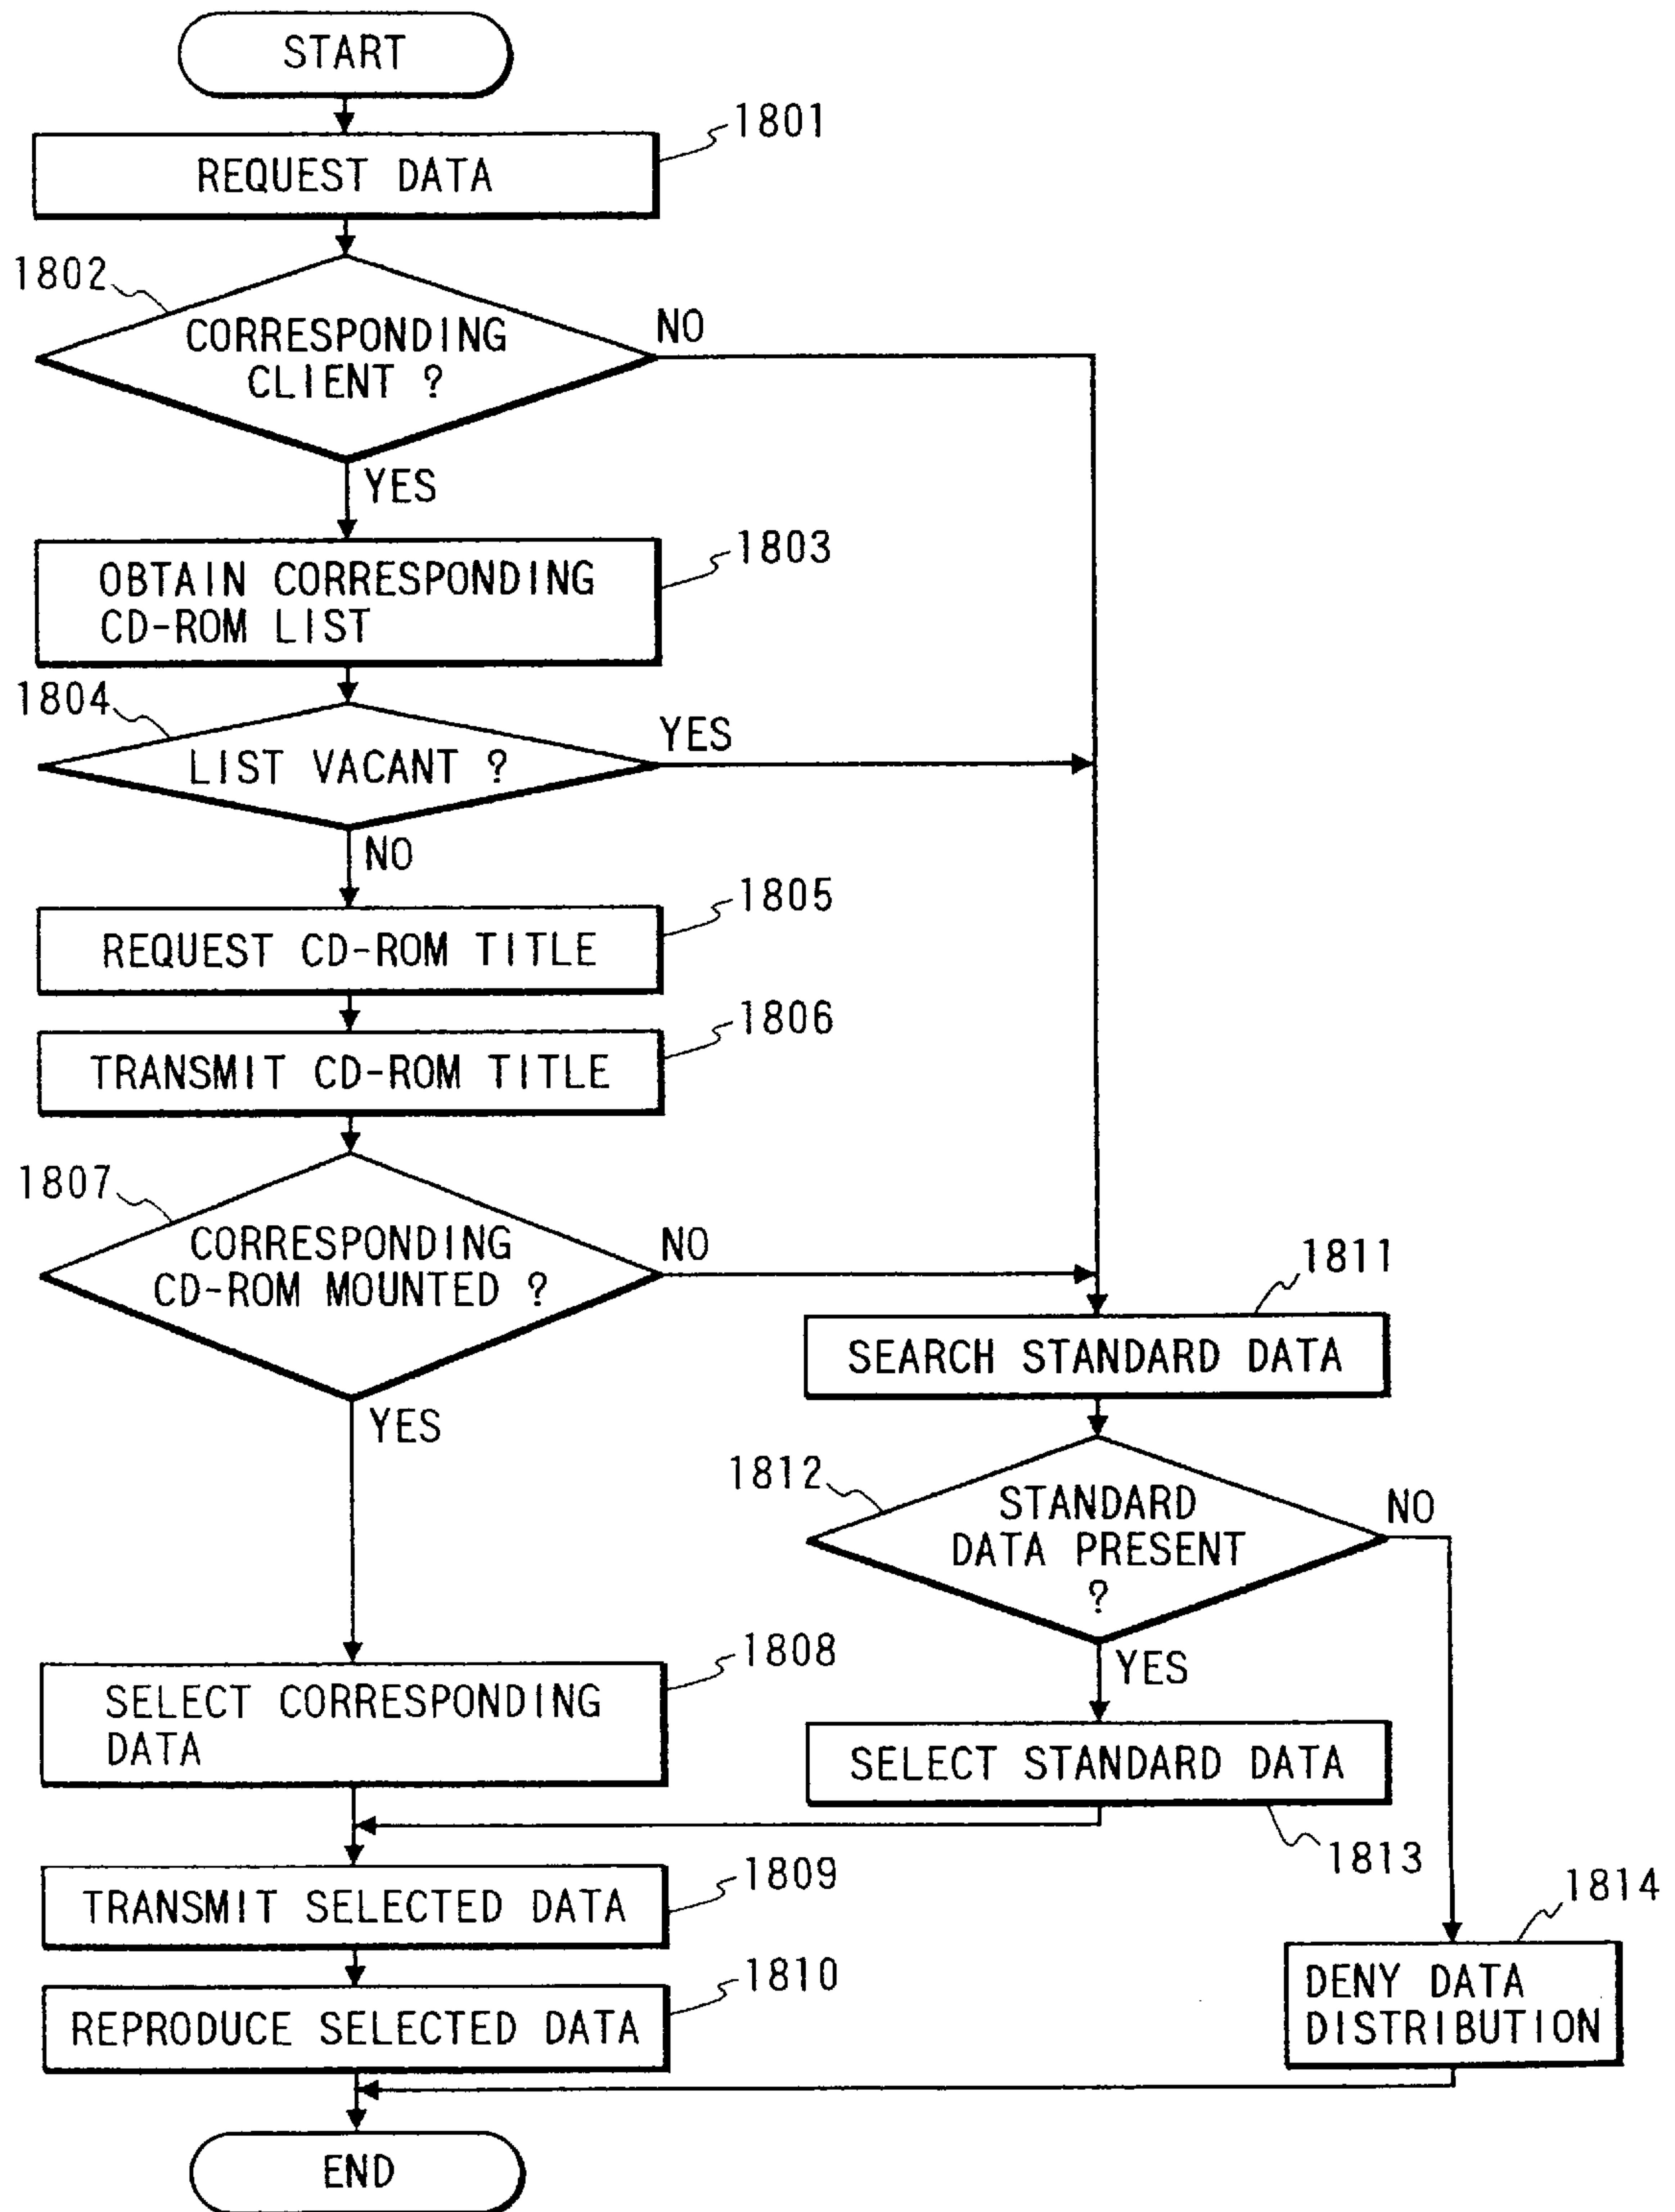 START
1801
REQUEST DATA
1802
CORRESPONDING
CLIENT ?
NO
YES
1803
OBTAIN CORRESPONDING
CD-ROM LIST
1804
LIST VACANT ?
YES
NO
1805
REQUEST CD-ROM TITLE
1806
TRANSMIT CD-ROM TITLE
1807
CORRESPONDING
CD-ROM MOUNTED ?
NO
YES
1811
SEARCH STANDARD DATA
1812
STANDARD
DATA PRESENT
?
NO
YES
1808
SELECT CORRESPONDING
DATA
SELECT STANDARD DATA
1813
1809
TRANSMIT SELECTED DATA
1814
DENY DATA
DISTRIBUTION
1810
REPRODUCE SELECTED DATA
END